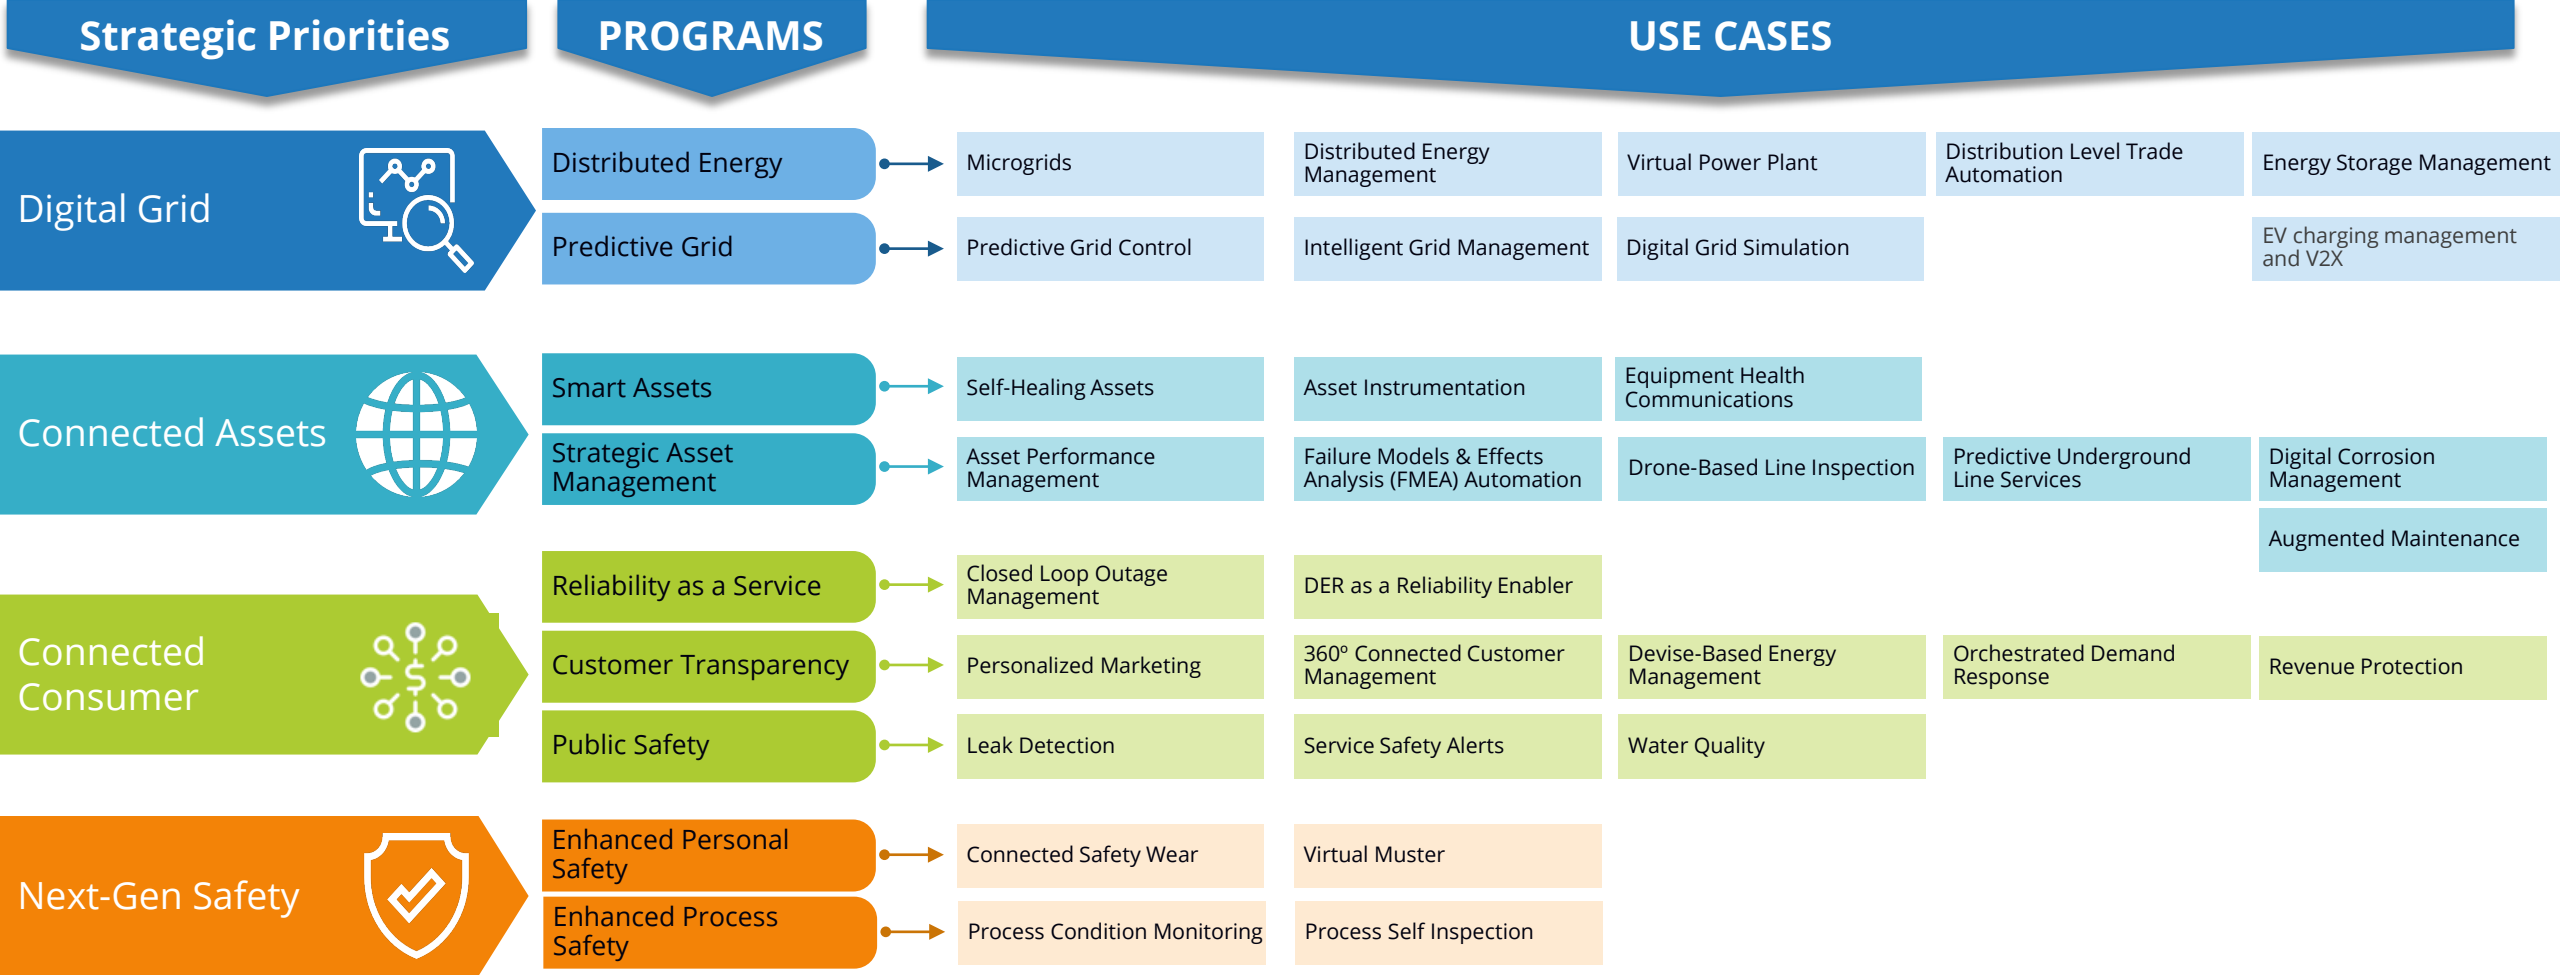 Strategic Priorities
PROGRAMS
USE CASES
Digital Grid
Distributed Energy
Microgrids
Distributed Energy
Management
Virtual Power Plant
Distribution Level Trade
Automation
Energy Storage Management
Predictive Grid
Predictive Grid Control
Intelligent Grid Management
Digital Grid Simulation
EV charging management
and V2X
Connected Assets
Smart Assets
Self-Healing Assets
Asset Instrumentation
Equipment Health
Communications
Strategic Asset
Management
Asset Performance
Management
Failure Models & Effects
Analysis (FMEA) Automation
Drone-Based Line Inspection
Predictive Underground
Line Services
Digital Corrosion
Management
Augmented Maintenance
Connected
Consumer
Reliability as a Service
Closed Loop Outage
Management
DER as a Reliability Enabler
Customer Transparency
Personalized Marketing
360º Connected Customer
Management
Devise-Based Energy
Management
Orchestrated Demand
Response
Revenue Protection
Public Safety
Leak Detection
Service Safety Alerts
Water Quality
Next-Gen Safety
Enhanced Personal
Safety
Connected Safety Wear
Virtual Muster
Enhanced Process
Safety
Process Condition Monitoring
Process Self Inspection